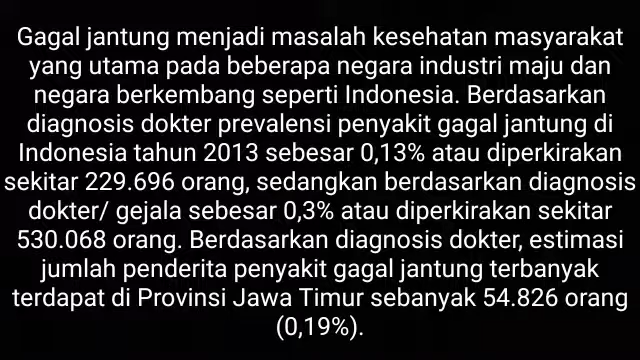 Gagal jantung menjadi masalah kesehatan masyarakat
yang utama pada beberapa negara industri maju dan
negara berkembang seperti Indonesia. Berdasarkan
diagnosis dokter prevalensi penyakit gagal jantung di
Indonesia tahun 2013 sebesar 0,13% atau diperkirakan
sekitar 229.696 orang, sedangkan berdasarkan diagnosis
dokter/ gejala sebesar 0,3% atau diperkirakan sekitar
530.068 orang. Berdasarkan diagnosis dokter, estimasi
jumlah penderita penyakit gagal jantung terbanyak
terdapat di Provinsi Jawa Timur sebanyak 54.826 orang
(0,19%).